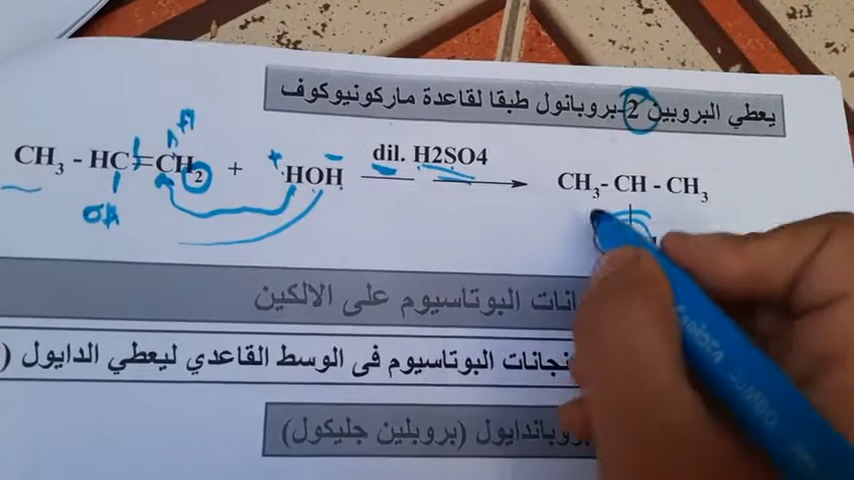 يعطي البروبين 2-بروبانول طبقا لقاعدة ماركونيوكوف
H
CH3 - HC = CH2 + + HOH - dil. H2SO4 CH3- CH - CH3
OH
انات البوتاسيوم على الالكين
نجانات البوتاسيوم فى الوسط القاعدي ليعطي الدايول (
بروباندايول (بروبلين جليكول)